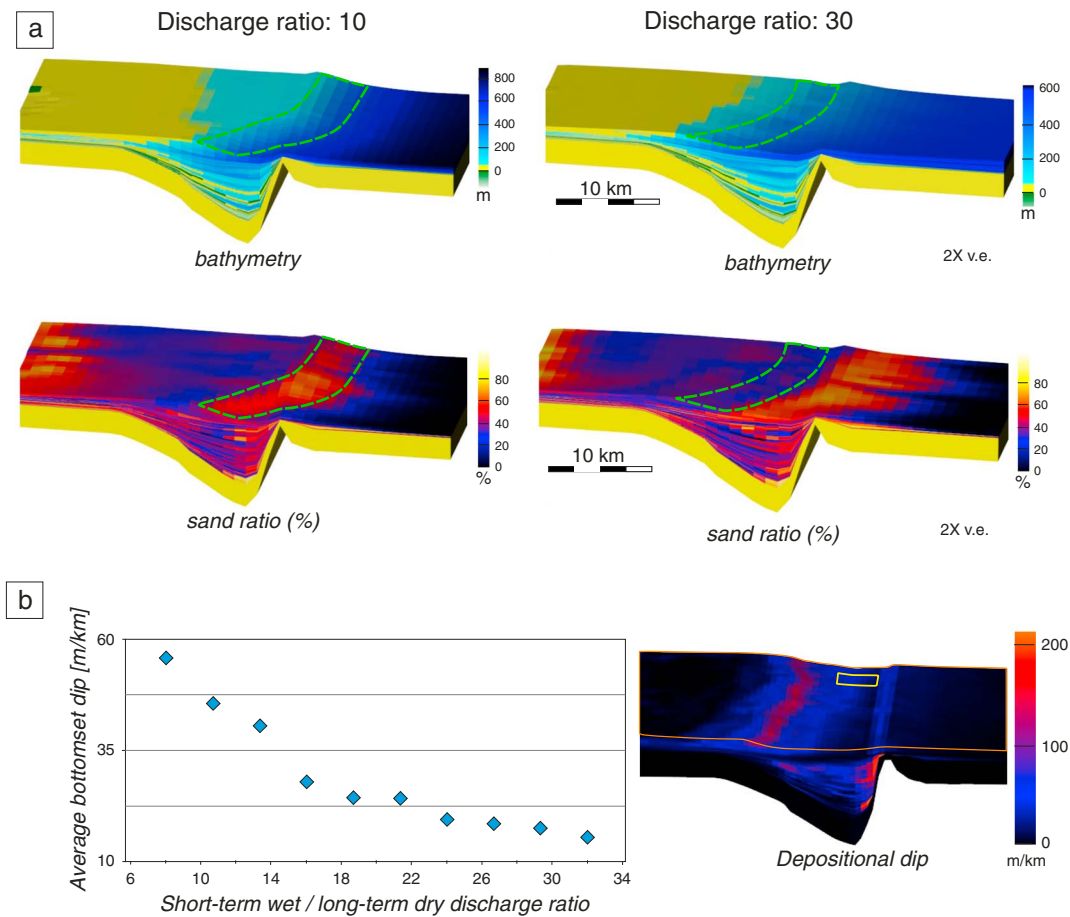 a
Discharge ratio: 10
Discharge ratio: 30
800
600
400
200
0
m
600
400
200
0
m
10 km
bathymetry
bathymetry
2X v.e.
80
60
40
20
0
%
80
60
40
20
0
%
10 km
sand ratio (%)
sand ratio (%)
2X v.e.
b
Average bottomset dip [m/km]
60
35
10
6 10 14 18 22 26 30 34
Short-term wet / long-term dry discharge ratio
200
100
0
m/km
Depositional dip